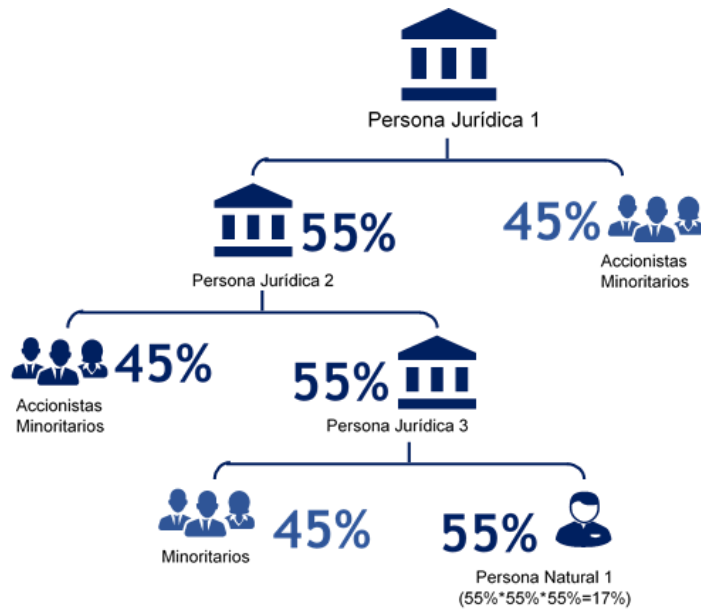 Persona Jurídica 1
55%
45%
Persona Jurídica 2
Accionistas
Minoritarios
45%
55%
Accionistas
Minoritarios
Persona Jurídica 3
45%
55%
Minoritarios
Persona Natural 1
(55%*55%*55%=17%)